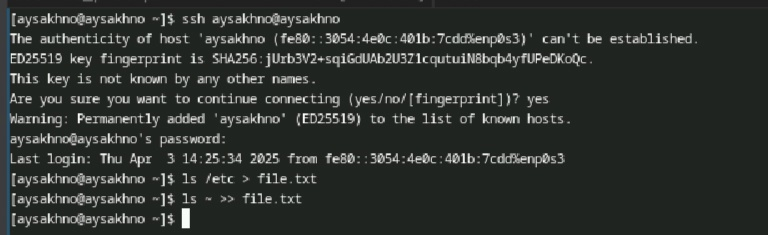 [aysakhno@aysakhno ~]$ ssh aysakhno@aysakhno
The authenticity of host 'aysakhno (fe80::3054:4e0c:401b:7cdd%enp0s3)' can't be established.
ED25519 key fingerprint is SHA256:jUrb3V2+sqiGdUAb2U3Z1cqutuiN8bqb4yfUPeDKoQc.
This key is not known by any other names.
Are you sure you want to continue connecting (yes/no/[fingerprint])? yes
Warning: Permanently added 'aysakhno' (ED25519) to the list of known hosts.
aysakhno@aysakhno's password:
Last login: Thu Apr  3 14:25:34 2025 from fe80::3054:4e0c:401b:7cdd%enp0s3
[aysakhno@aysakhno ~]$ ls /etc > file.txt
[aysakhno@aysakhno ~]$ ls ~ >> file.txt
[aysakhno@aysakhno ~]$